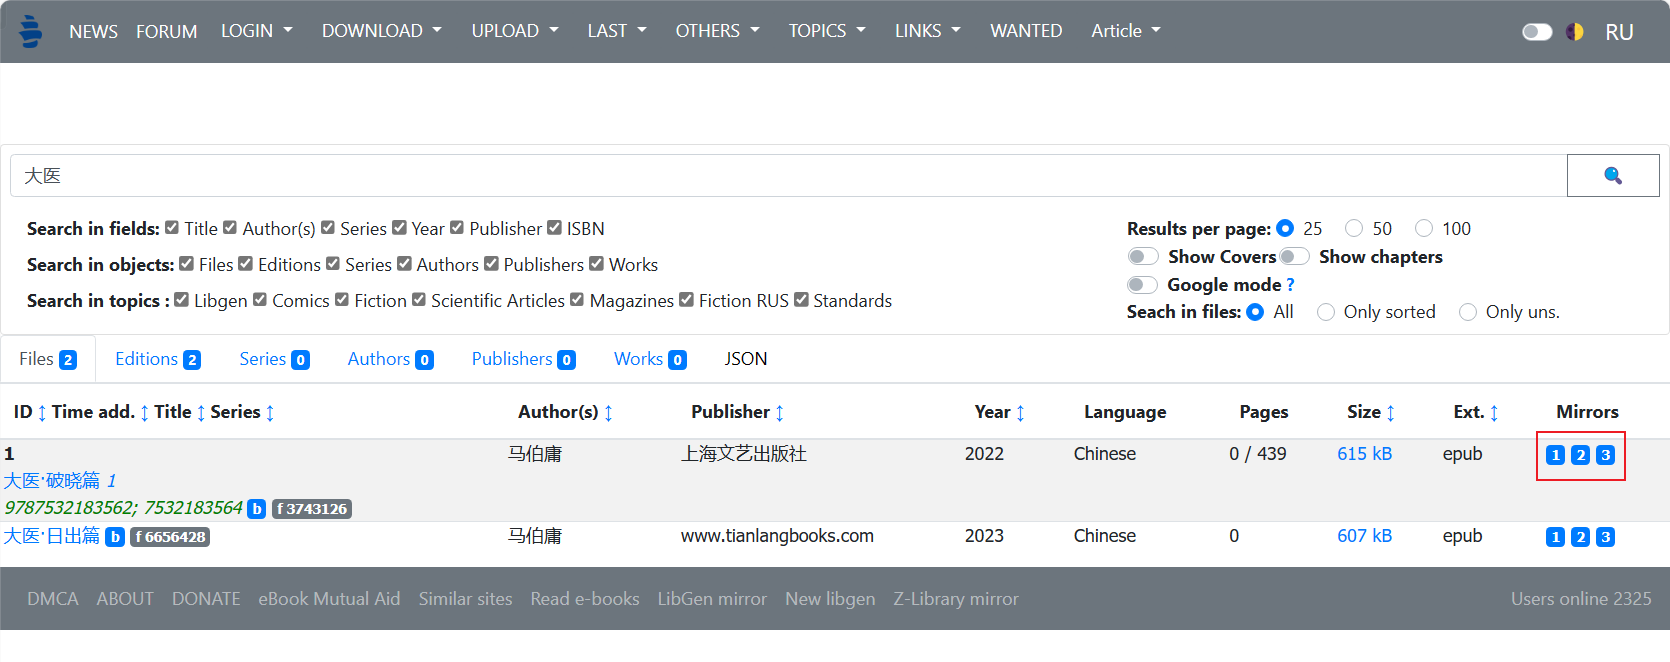 NEWS FORUM LOGIN DOWNLOAD UPLOAD LAST OTHERS TOPICS LINKS WANTED Article RU
大医
Search in fields: Title Author(s) Series Year Publisher ISBN
Results per page: 25 50 100
Search in objects: Files Editions Series Authors Publishers Works
Show Covers Show chapters
Google mode ?
Search in topics : Libgen Comics Fiction Scientific Articles Magazines Fiction RUS Standards
Seach in files: All Only sorted Only uns.
Files 2 Editions 2 Series 0 Authors 0 Publishers 0 Works 0 JSON
ID ↕ Time add. ↕ Title ↕ Series ↕ Author(s) ↕ Publisher ↕ Year ↕ Language Pages Size ↕ Ext. ↕ Mirrors
1 马伯庸 上海文艺出版社 2022 Chinese 0 / 439 615 kB epub 1 2 3
大医·破晓篇 1
9787532183562; 7532183564 b f 3743126
大医·日出篇 b f 6656428 马伯庸 www.tianlangbooks.com 2023 Chinese 0 607 kB epub 1 2 3
DMCA ABOUT DONATE eBook Mutual Aid Similar sites Read e-books LibGen mirror New libgen Z-Library mirror Users online 2325